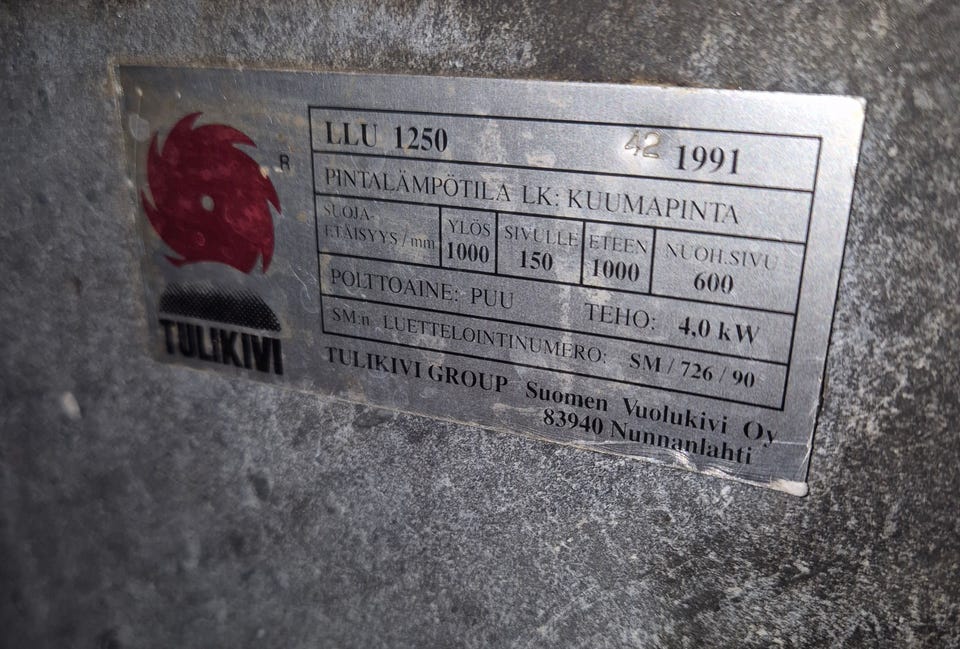 LLU 1250 42 1991
PINTALÄMPÖTILA LK: KUUMAPINTA
SUOJA-
ETÄISYYS/mm
YLÖS
1000
SIVULLE
150
ETEEN
1000
NUOH.SIVU
600
POLTTOAINE: PUU TEHO: 4,0 kW
SM:n LUETTELOINTINUMERO: SM / 726 / 90
R
TULIKIVI
TULIKIVI GROUP Suomen Vuolukivi Oy
83940 Nunnanlahti